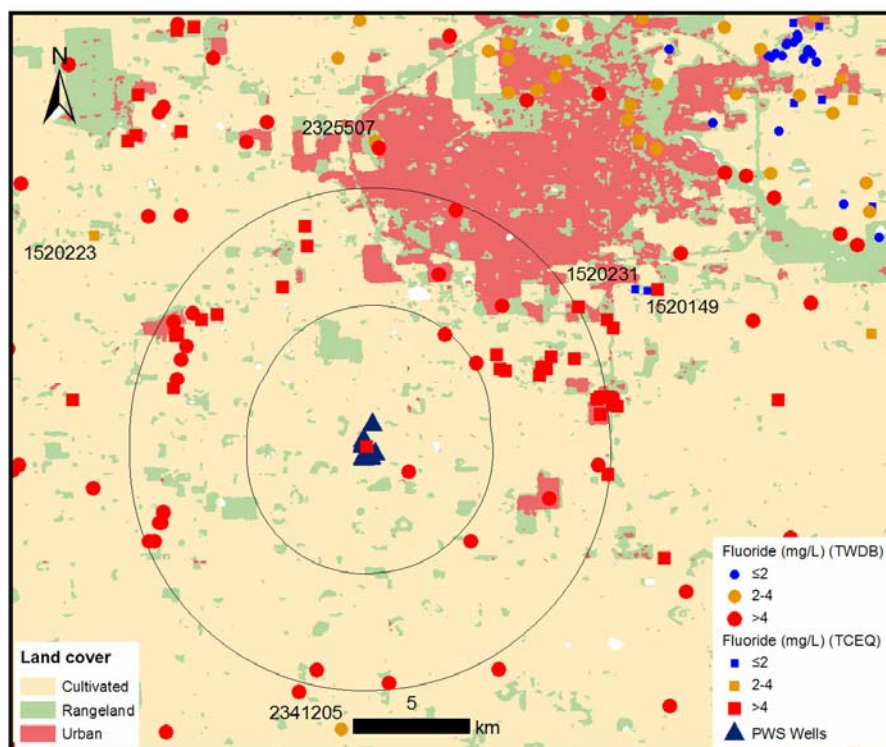 N
2325507
1520223
1520231
1520149
Fluoride (mg/L) (TWDB)
≤2
2-4
>4
Fluoride (mg/L) (TCEQ)
≤2
2-4
>4
PWS Wells
Land cover
Cultivated
Rangeland
Urban
2341205
5
km